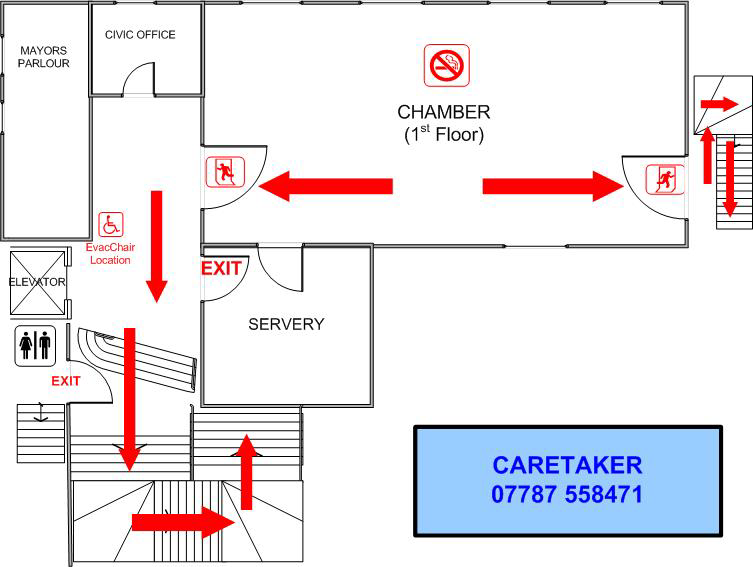 MAYORS
PARLOUR
CIVIC OFFICE
CHAMBER
(1st Floor)
EvacChair
Location
EXIT
ELEVATOR
SERVERY
EXIT
CARETAKER
07787 558471